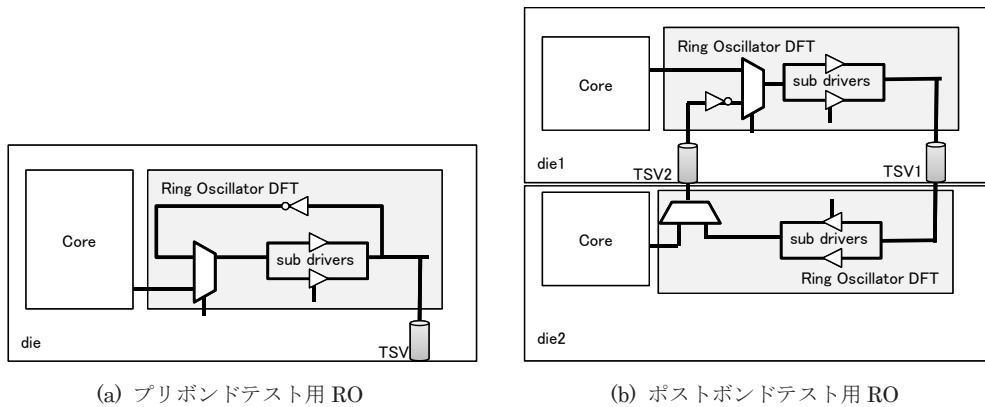 Ring Oscillator DFT
Core
sub drivers
TSV
die
(a) プリボンドテスト用 RO
Ring Oscillator DFT
Core
sub drivers
die1
TSV2
TSV1
Core
sub drivers
Ring Oscillator DFT
die2
(b) ポストボンドテスト用 RO